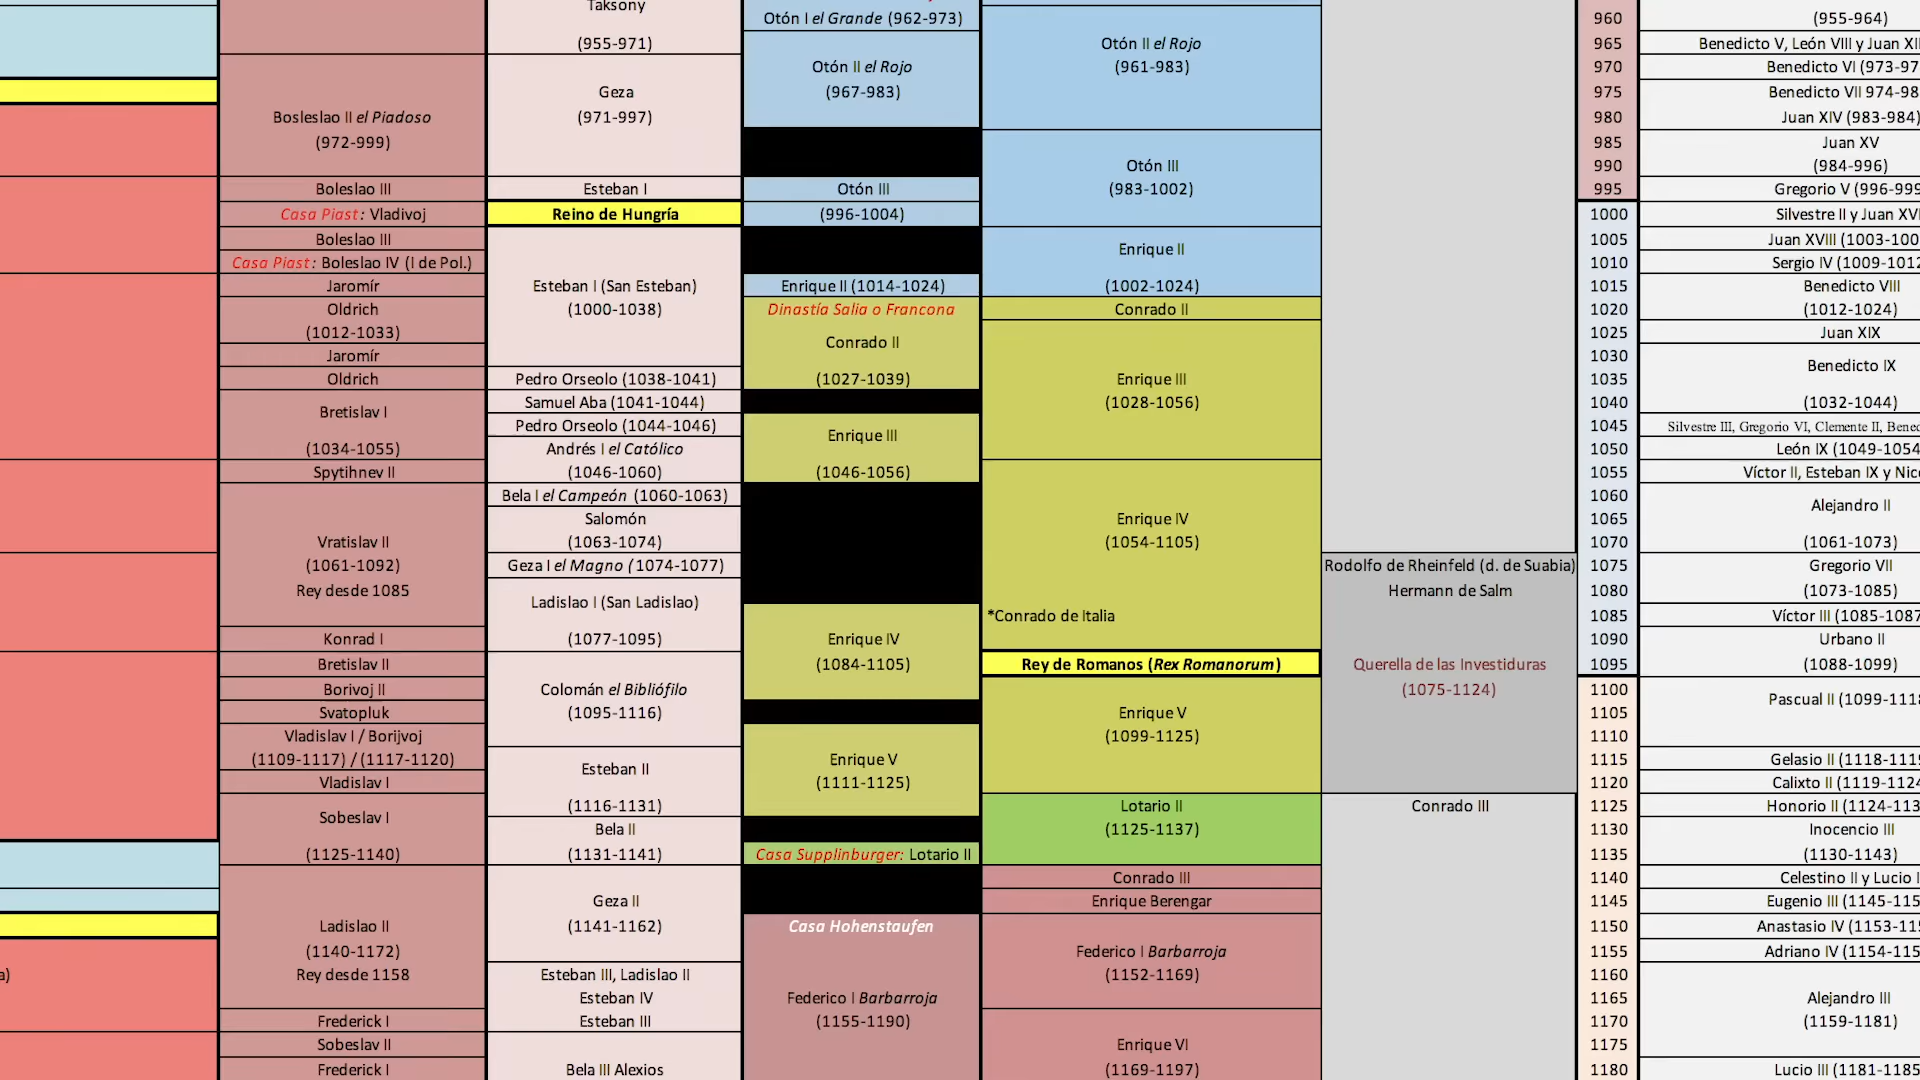 Taksony
(955-971)
Geza
(971-997)
Esteban I
Reino de Hungría
Esteban I (San Esteban)
(1000-1038)
Pedro Orseolo (1038-1041)
Samuel Aba (1041-1044)
Pedro Orseolo (1044-1046)
Andrés I el Católico
(1046-1060)
Bela I el Campeón (1060-1063)
Salomón
(1063-1074)
Geza I el Magno (1074-1077)
Ladislao I (San Ladislao)
(1077-1095)
Colomán el Bibliófilo
(1095-1116)
Esteban II
(1116-1131)
Bela II
(1131-1141)
Geza II
(1141-1162)
Esteban III, Ladislao II
Esteban IV
Esteban III
Bela III Alexios
a)
Bosleslao II el Piadoso
(972-999)
Boleslao III
Casa Piast: Vladivoj
Boleslao III
Casa Piast: Boleslao IV (I de Pol.)
Jaromír
Oldrich
(1012-1033)
Jaromír
Oldrich
Bretislav I
(1034-1055)
Spytihnev II
Vratislav II
(1061-1092)
Rey desde 1085
Konrad I
Bretislav II
Borivoj II
Svatopluk
Vladislav I / Borijvoj
(1109-1117) / (1117-1120)
Vladislav I
Sobeslav I
(1125-1140)
Ladislao II
(1140-1172)
Rey desde 1158
Frederick I
Sobeslav II
Frederick I
Otón I el Grande (962-973)
Otón II el Rojo
(967-983)
Otón III
(996-1004)
Enrique II (1014-1024)
Dinastía Salia o Francona
Conrado II
(1027-1039)
Enrique III
(1046-1056)
Enrique IV
(1084-1105)
Enrique V
(1111-1125)
Casa Supplinburger: Lotario II
Casa Hohenstaufen
Federico I Barbarroja
(1155-1190)
Otón II el Rojo
(961-983)
Otón III
(983-1002)
Enrique II
(1002-1024)
Conrado II
Enrique III
(1028-1056)
Enrique IV
(1054-1105)
*Conrado de Italia
Rey de Romanos (Rex Romanorum)
Enrique V
(1099-1125)
Lotario II
(1125-1137)
Conrado III
Enrique Berengar
Federico I Barbarroja
(1152-1169)
Enrique VI
(1169-1197)
Rodolfo de Rheinfeld (d. de Suabia)
Hermann de Salm
Querella de las Investiduras
(1075-1124)
Conrado III
960
965
970
975
980
985
990
995
1000
1005
1010
1015
1020
1025
1030
1035
1040
1045
1050
1055
1060
1065
1070
1075
1080
1085
1090
1095
1100
1105
1110
1115
1120
1125
1130
1135
1140
1145
1150
1155
1160
1165
1170
1175
1180
(955-964)
Benedicto V, León VIII y Juan XI
Benedicto VI (973-97
Benedicto VII 974-98
Juan XIV (983-984)
Juan XV
(984-996)
Gregorio V (996-999
Silvestre II y Juan XV
Juan XVIII (1003-100
Sergio IV (1009-1012
Benedicto VIII
(1012-1024)
Juan XIX
Benedicto IX
(1032-1044)
Silvestre III, Gregorio VI, Clemente II, Bened
León IX (1049-1054
Víctor II, Esteban IX y Nico
Alejandro II
(1061-1073)
Gregorio VII
(1073-1085)
Víctor III (1085-1087
Urbano II
(1088-1099)
Pascual II (1099-1118
Gelasio II (1118-1119
Calixto II (1119-1124
Honorio II (1124-113
Inocencio III
(1130-1143)
Celestino II y Lucio I
Eugenio III (1145-115
Anastasio IV (1153-115
Adriano IV (1154-115
Alejandro III
(1159-1181)
Lucio III (1181-1185